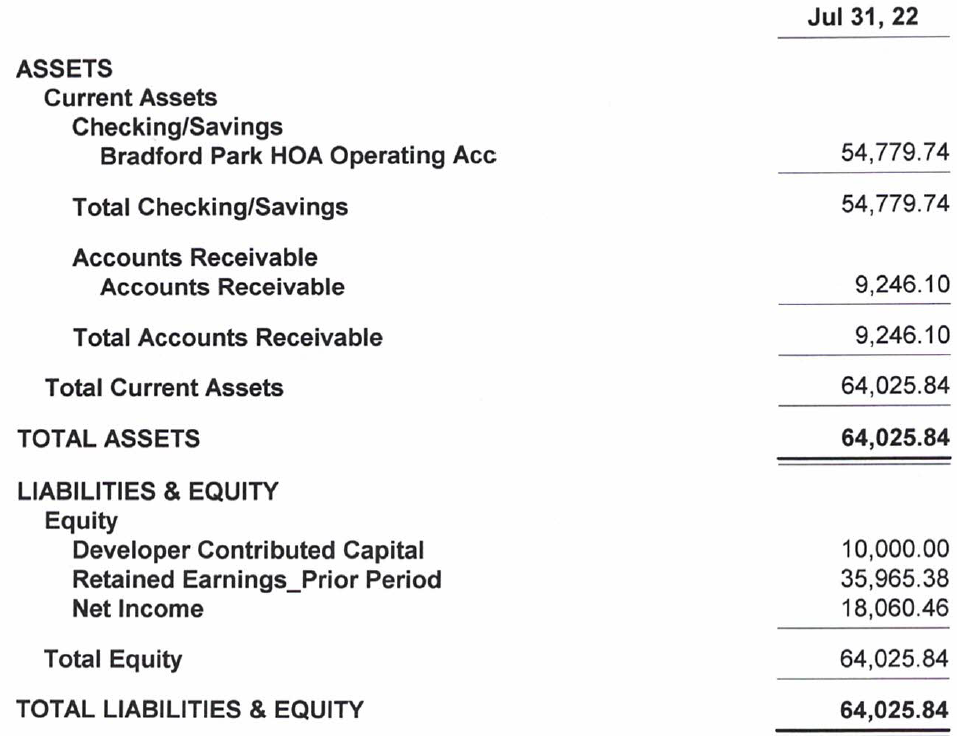 Jul 31, 22
ASSETS
Current Assets
Checking/Savings
Bradford Park HOA Operating Acc 54,779.74
Total Checking/Savings 54,779.74
Accounts Receivable
Accounts Receivable 9,246.10
Total Accounts Receivable 9,246.10
Total Current Assets 64,025.84
TOTAL ASSETS 64,025.84
LIABILITIES & EQUITY
Equity
Developer Contributed Capital 10,000.00
Retained Earnings_Prior Period 35,965.38
Net Income 18,060.46
Total Equity 64,025.84
TOTAL LIABILITIES & EQUITY 64,025.84